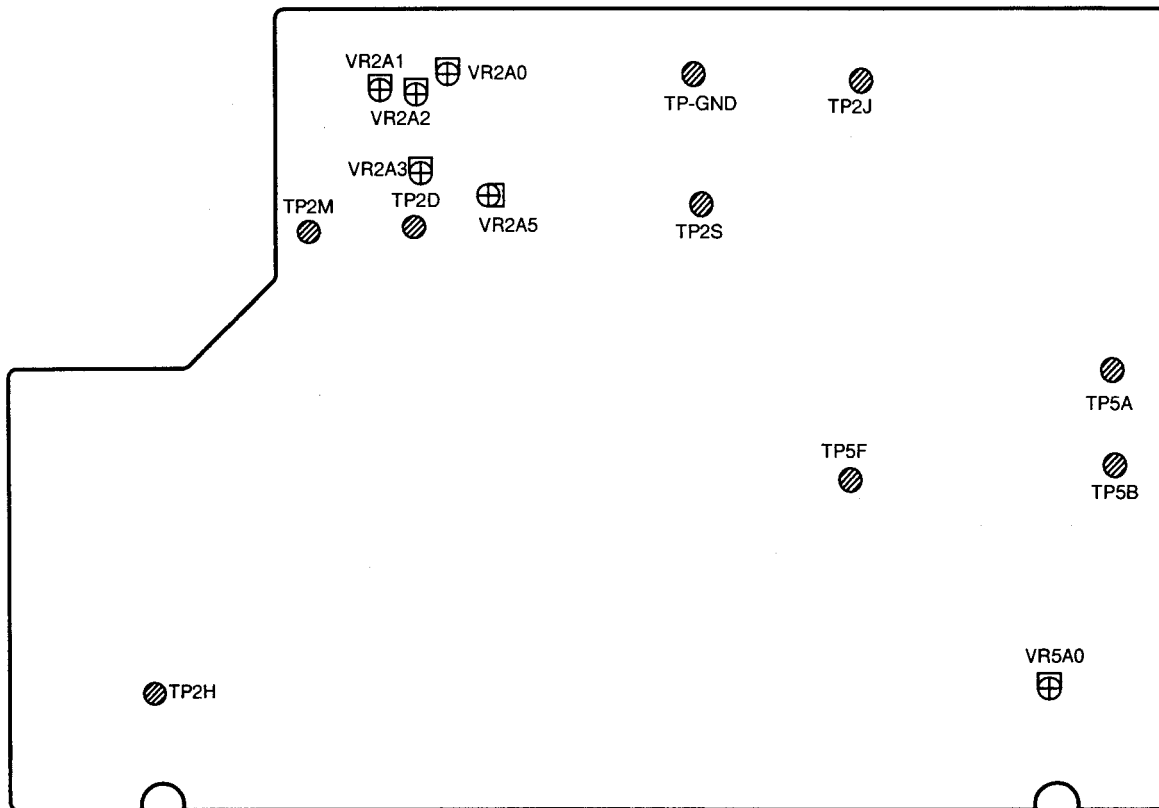 VR2A1
VR2A0
VR2A2
TP-GND
TP2J
VR2A3
TP2D
TP2M
VR2A5
TP2S
TP5A
TP5F
TP5B
VR5A0
TP2H